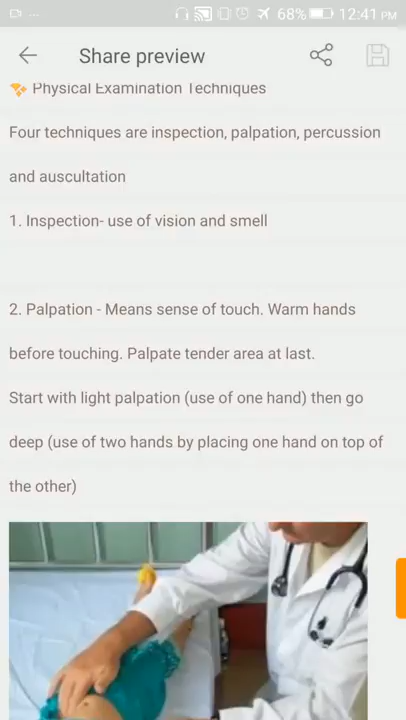 68% 12:41 PM
Share preview
Physical Examination Techniques
Four techniques are inspection, palpation, percussion
and auscultation
1. Inspection- use of vision and smell
2. Palpation - Means sense of touch. Warm hands
before touching. Palpate tender area at last.
Start with light palpation (use of one hand) then go
deep (use of two hands by placing one hand on top of
the other)